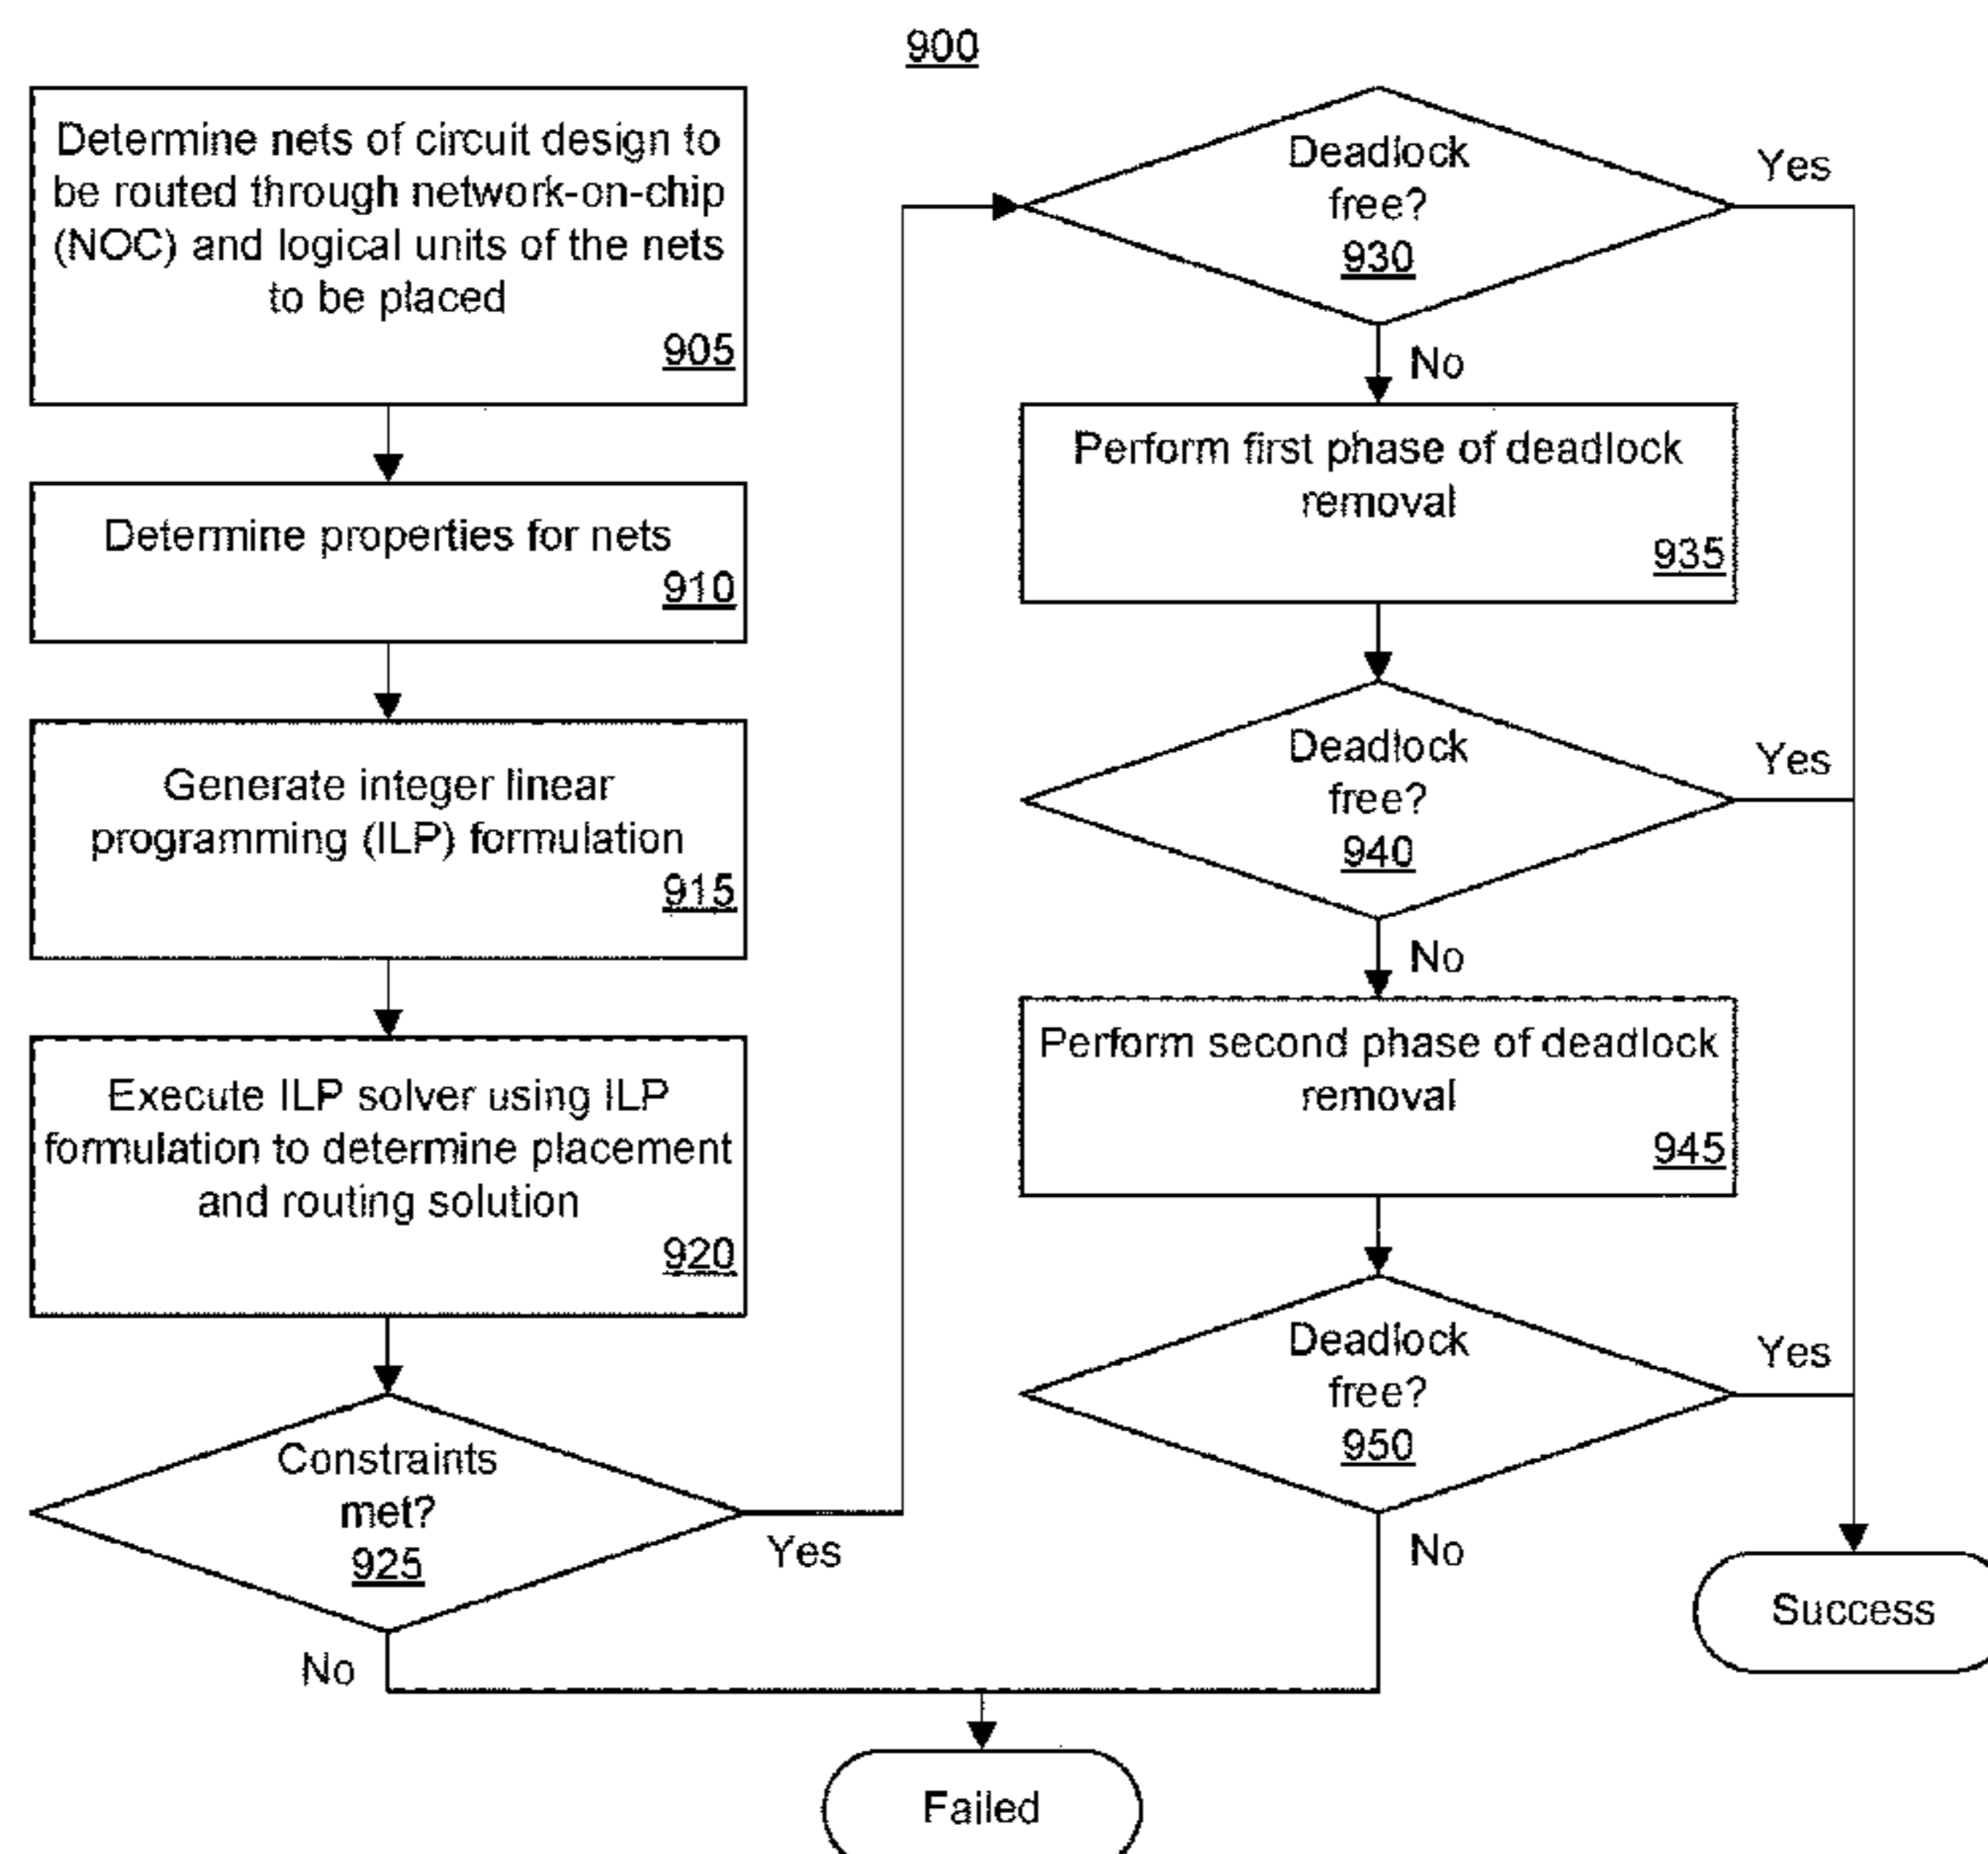 900
Determine nets of circuit design to
be routed through network-on-chip
(NOC) and logical units of the nets
to be placed
905
Determine properties for nets
910
Generate integer linear
programming (ILP) formulation
915
Execute ILP solver using ILP
formulation to determine placement
and routing solution
920
Constraints
met?
925
Yes
No
Deadlock
free?
930
Yes
No
Perform first phase of deadlock
removal
935
Deadlock
free?
940
Yes
No
Perform second phase of deadlock
removal
945
Deadlock
free?
950
Yes
No
Success
Failed